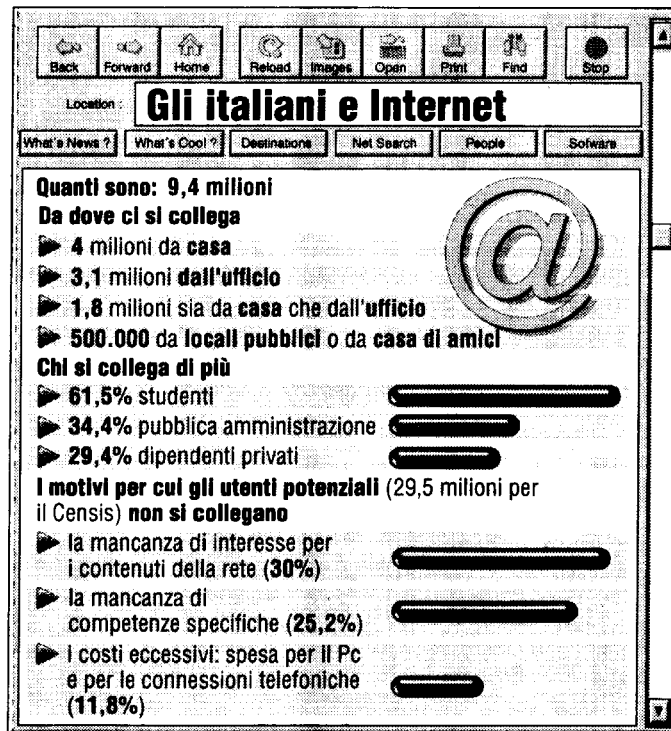 Back Forward Home Reload Images Open Print Find Stop
Location : Gli italiani e Internet
What's News ? What's Cool ? Destinations Net Search People Sofware
Quanti sono: 9,4 milioni
Da dove ci si collega
4 milioni da casa
3,1 milioni dall'ufficio
1,8 milioni sia da casa che dall'ufficio
500.000 da locali pubblici o da casa di amici
@
Chi si collega di più
61,5% studenti
34,4% pubblica amministrazione
29,4% dipendenti privati
I motivi per cui gli utenti potenziali (29,5 milioni per
il Censis) non si collegano
la mancanza di interesse per
i contenuti della rete (30%)
la mancanza di
competenze specifiche (25,2%)
I costi eccessivi: spesa per il Pc
e per le connessioni telefoniche
(11,8%)